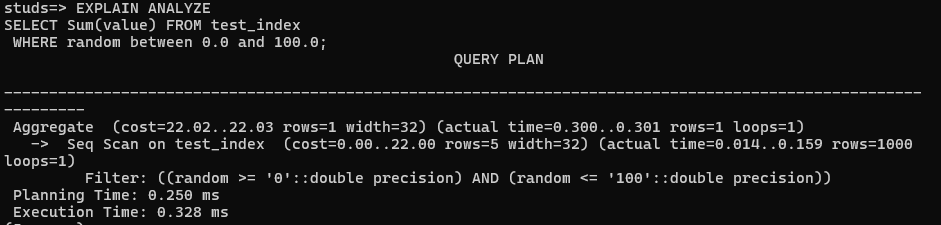 studs=> EXPLAIN ANALYZE
SELECT Sum(value) FROM test_index
 WHERE random between 0.0 and 100.0;
QUERY PLAN
------------------------------------------------------------------------------------------------------
---------
 Aggregate  (cost=22.02..22.03 rows=1 width=32) (actual time=0.300..0.301 rows=1 loops=1)
   ->  Seq Scan on test_index  (cost=0.00..22.00 rows=5 width=32) (actual time=0.014..0.159 rows=1000
loops=1)
         Filter: ((random >= '0'::double precision) AND (random <= '100'::double precision))
 Planning Time: 0.250 ms
 Execution Time: 0.328 ms